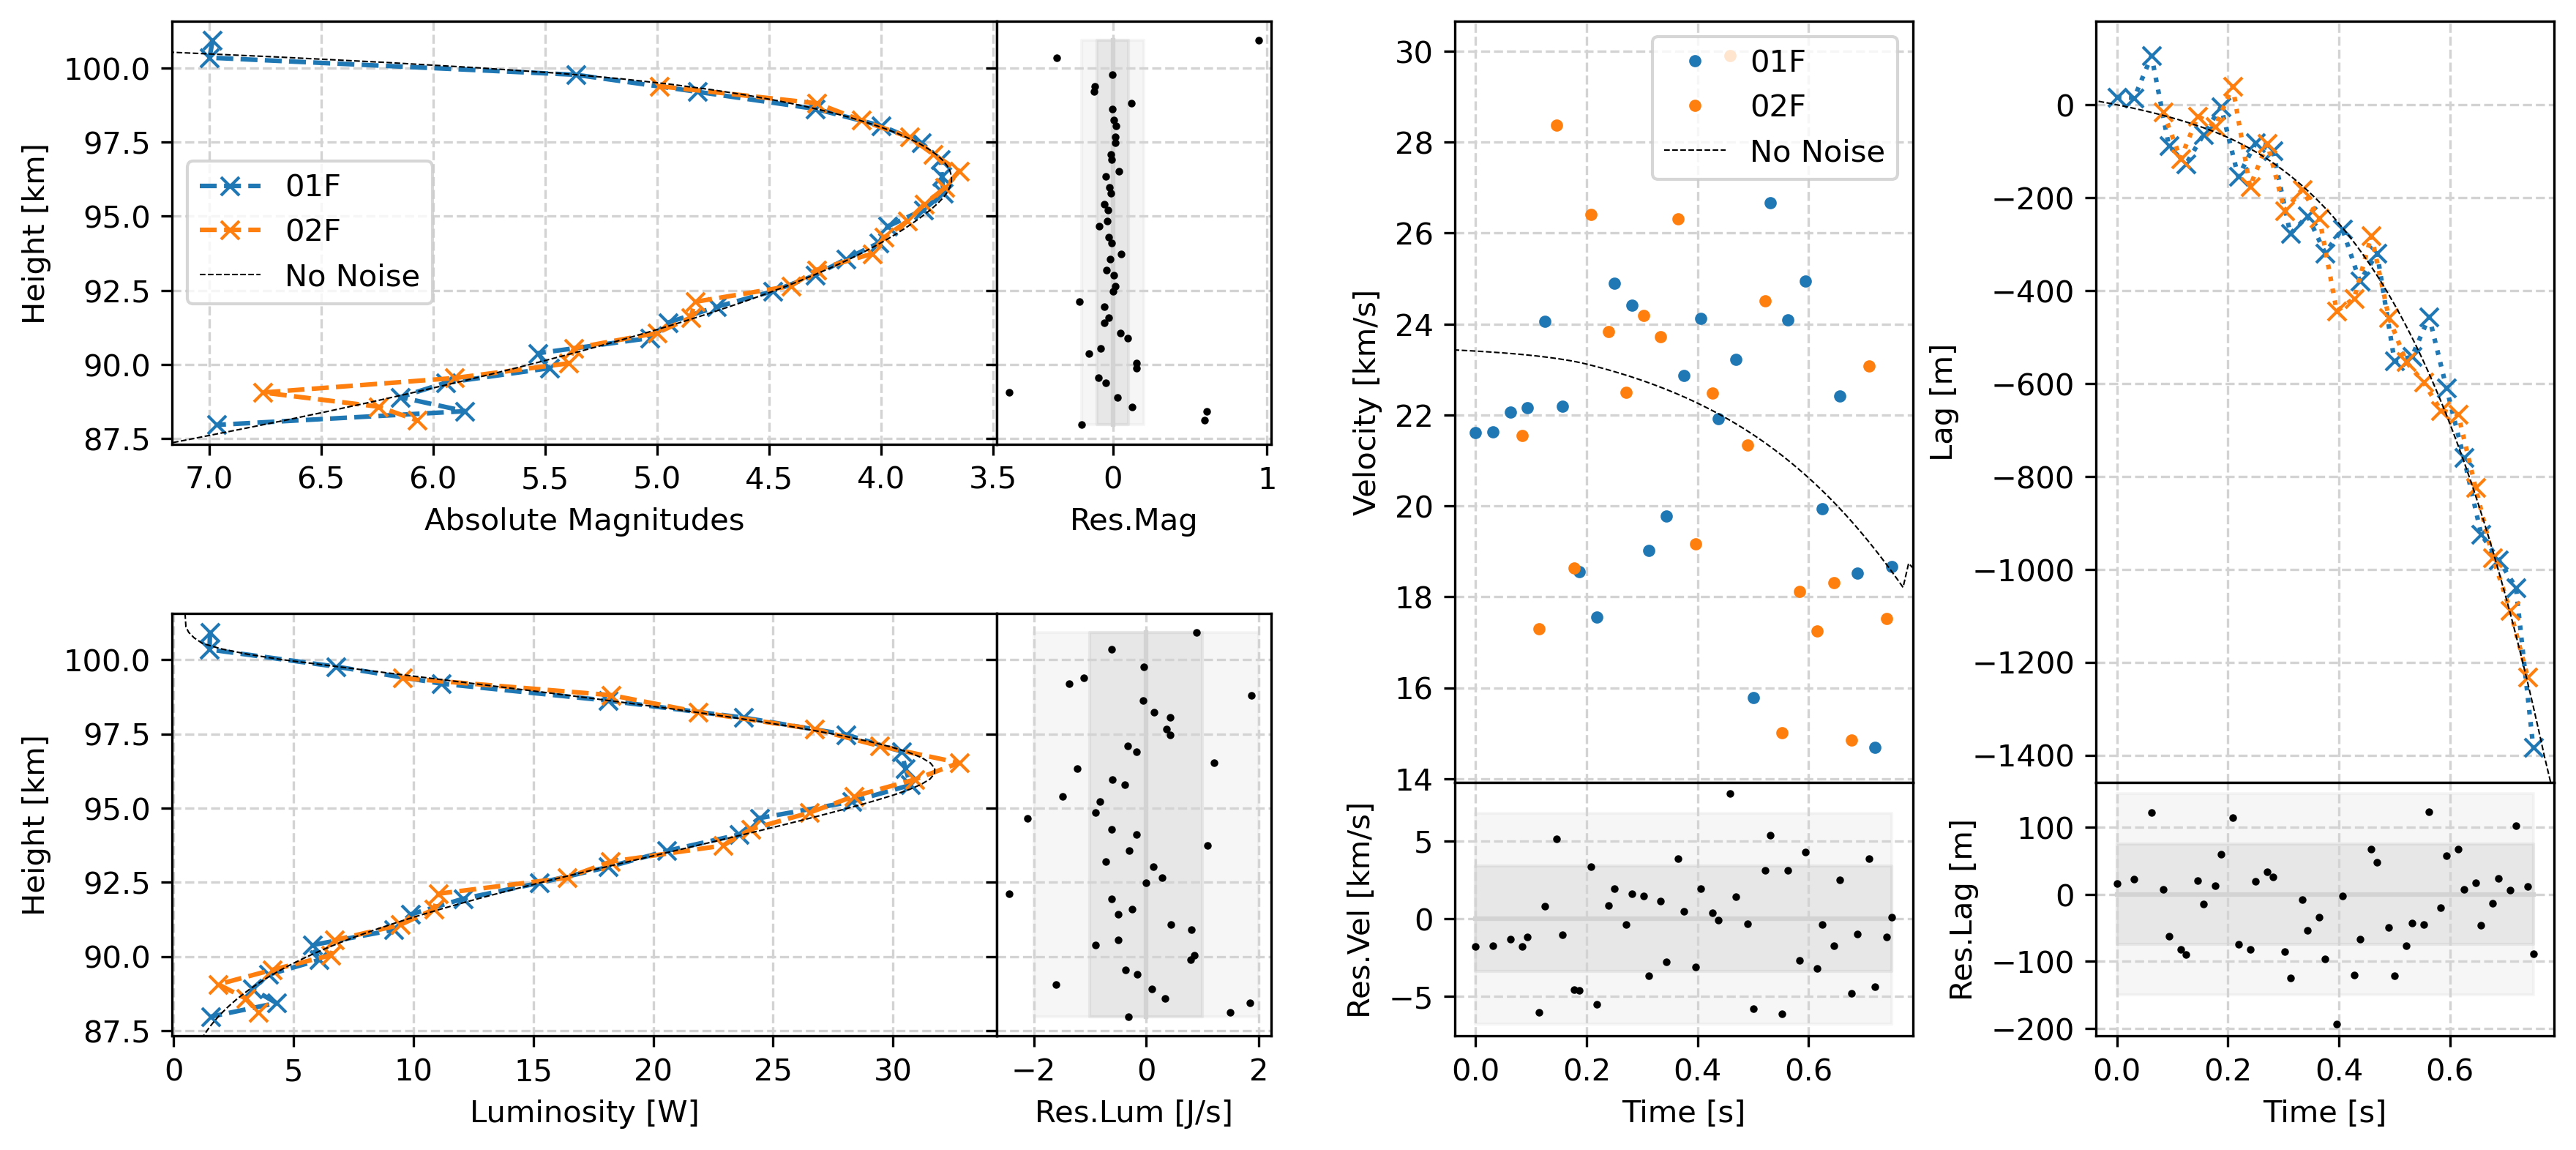 Height [km]
100.0
97.5
95.0
92.5
90.0
87.5
01F
02F
No Noise
7.0 6.5 6.0 5.5 5.0 4.5 4.0 3.5
Absolute Magnitudes
0 1
Res.Mag
Height [km]
100.0
97.5
95.0
92.5
90.0
87.5
0 5 10 15 20 25 30
Luminosity [W]
−2 0 2
Res.Lum [J/s]
Velocity [km/s]
30
28
26
24
22
20
18
16
14
01F
02F
No Noise
Res.Vel [km/s]
5
0
−5
0.0 0.2 0.4 0.6
Time [s]
Lag [m]
0
−200
−400
−600
−800
−1000
−1200
−1400
Res.Lag [m]
100
0
−100
−200
0.0 0.2 0.4 0.6
Time [s]